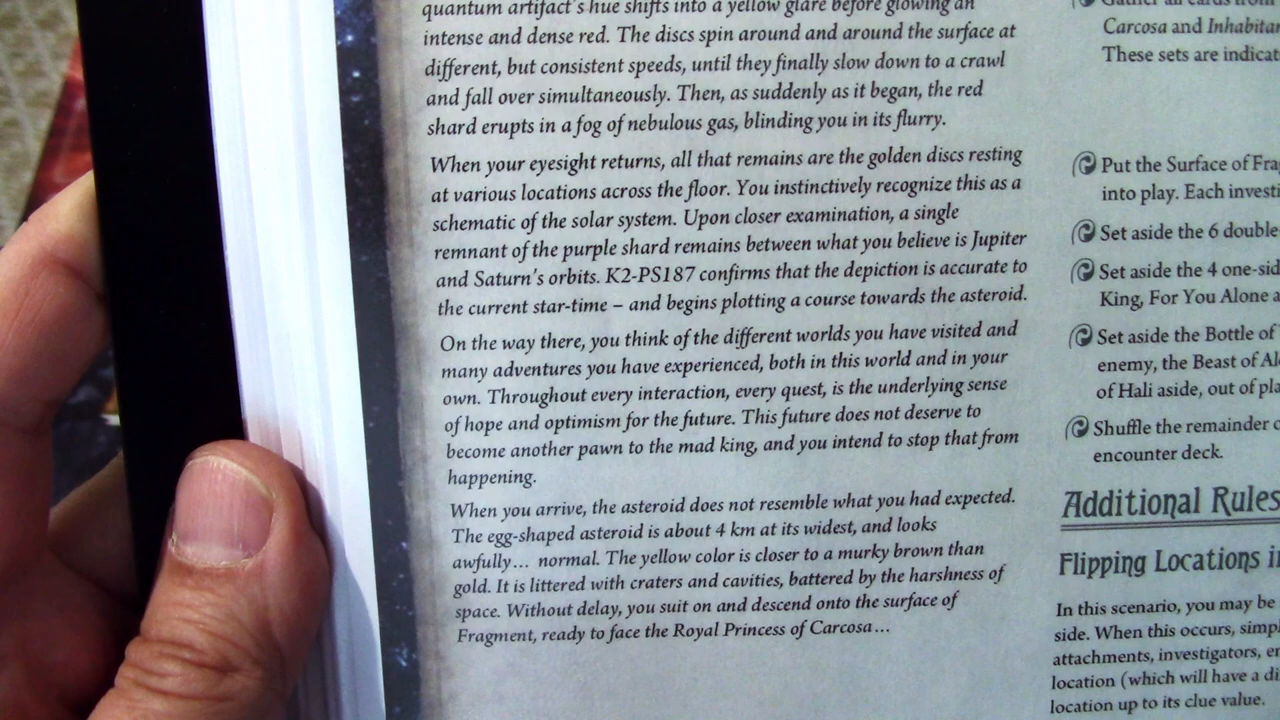 quantum artifact's hue shifts into a yellow glare before glowing an
intense and dense red. The discs spin around and around the surface at
different, but consistent speeds, until they finally slow down to a crawl
and fall over simultaneously. Then, as suddenly as it began, the red
shard erupts in a fog of nebulous gas, blinding you in its flurry.
When your eyesight returns, all that remains are the golden discs resting
at various locations across the floor. You instinctively recognize this as a
schematic of the solar system. Upon closer examination, a single
remnant of the purple shard remains between what you believe is Jupiter
and Saturn's orbits. K2-PS187 confirms that the depiction is accurate to
the current star-time – and begins plotting a course towards the asteroid.
On the way there, you think of the different worlds you have visited and
many adventures you have experienced, both in this world and in your
own. Throughout every interaction, every quest, is the underlying sense
of hope and optimism for the future. This future does not deserve to
become another pawn to the mad king, and you intend to stop that from
happening.
When you arrive, the asteroid does not resemble what you had expected.
The egg-shaped asteroid is about 4 km at its widest, and looks
awfully… normal. The yellow color is closer to a murky brown than
gold. It is littered with craters and cavities, battered by the harshness of
space. Without delay, you suit on and descend onto the surface of
Fragment, ready to face the Royal Princess of Carcosa…
Gather all cards from
Carcosa and
These sets are
Put the Surface of
into play. Each
Set aside the 6 double
Set aside the 4
King, For You Alone
Set aside the Bottle of
enemy, the Beast of
of Hali aside, out of
Shuffle the remainder
encounter deck.
Additional Rules
Flipping Locations
In this scenario, you may be
side. When this occurs,
attachments, investigators,
location (which will have a
location up to its clue value.